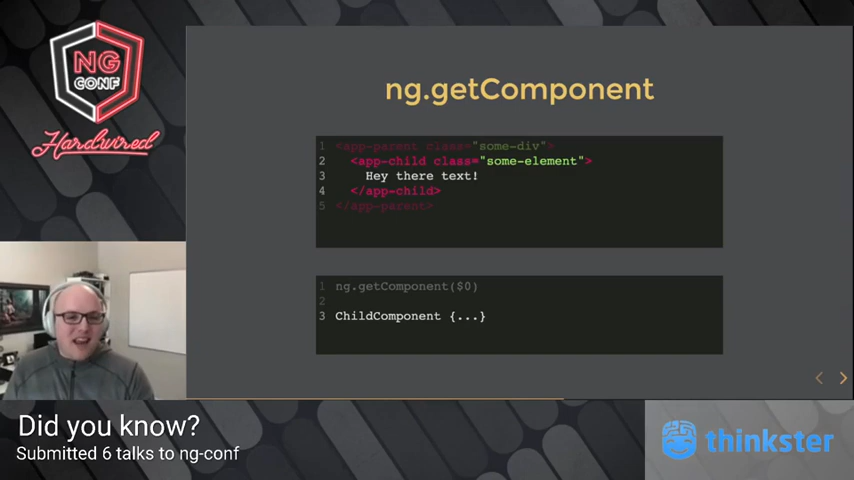 NG
CONF
Hardwired
ng.getComponent
1 <app-parent class="some-div">
2 <app-child class="some-element">
3 Hey there text!
4 </app-child>
5 </app-parent>
1 ng.getComponent($0)
2
3 ChildComponent {...}
Did you know?
Submitted 6 talks to ng-conf
thinkster